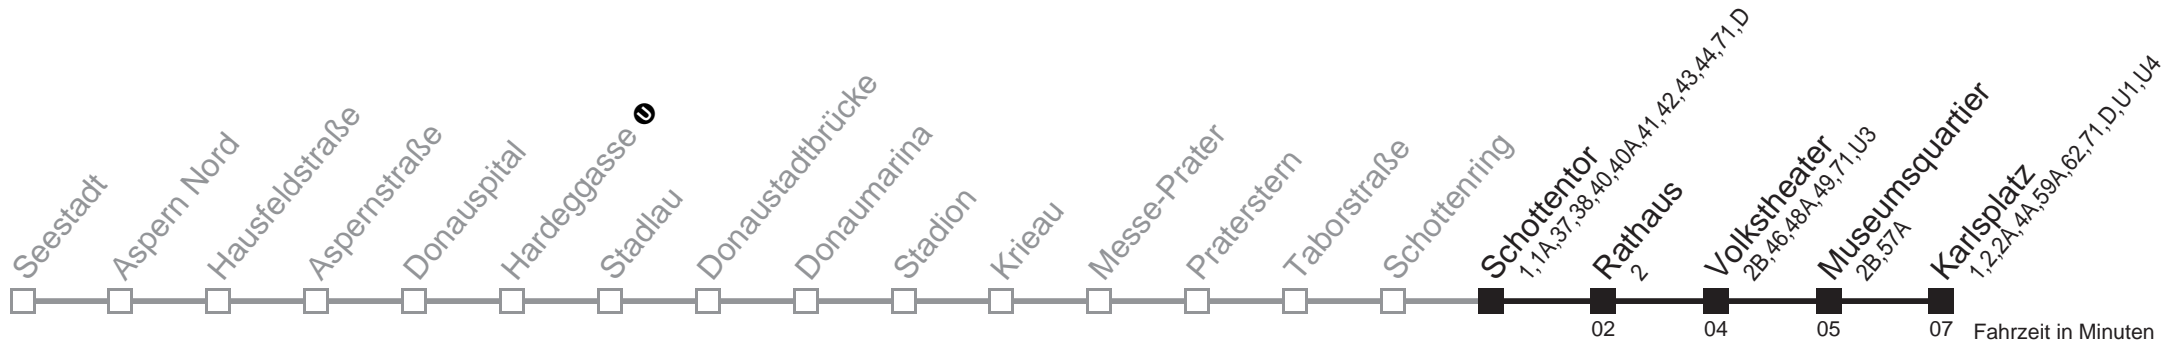 Seestadt
Aspern Nord
Hausfeldstraße
Aspernstraße
Donauspital
Hardeggasse U
Stadlau
Donaustadtbrücke
Donaumarina
Stadion
Krieau
Messe-Prater
Praterstern
Taborstraße
Schottenring
Schottentor
1,1A,37,38,40,40A,41,42,43,44,71,D
Rathaus
2
Volkstheater
2B,46,48A,49,71,U3
Museumsquartier
2B,57A
Karlsplatz
1,2,2A,4A,59A,62,71,D,U1,U4
02
04
05
07
Fahrzeit in Minuten